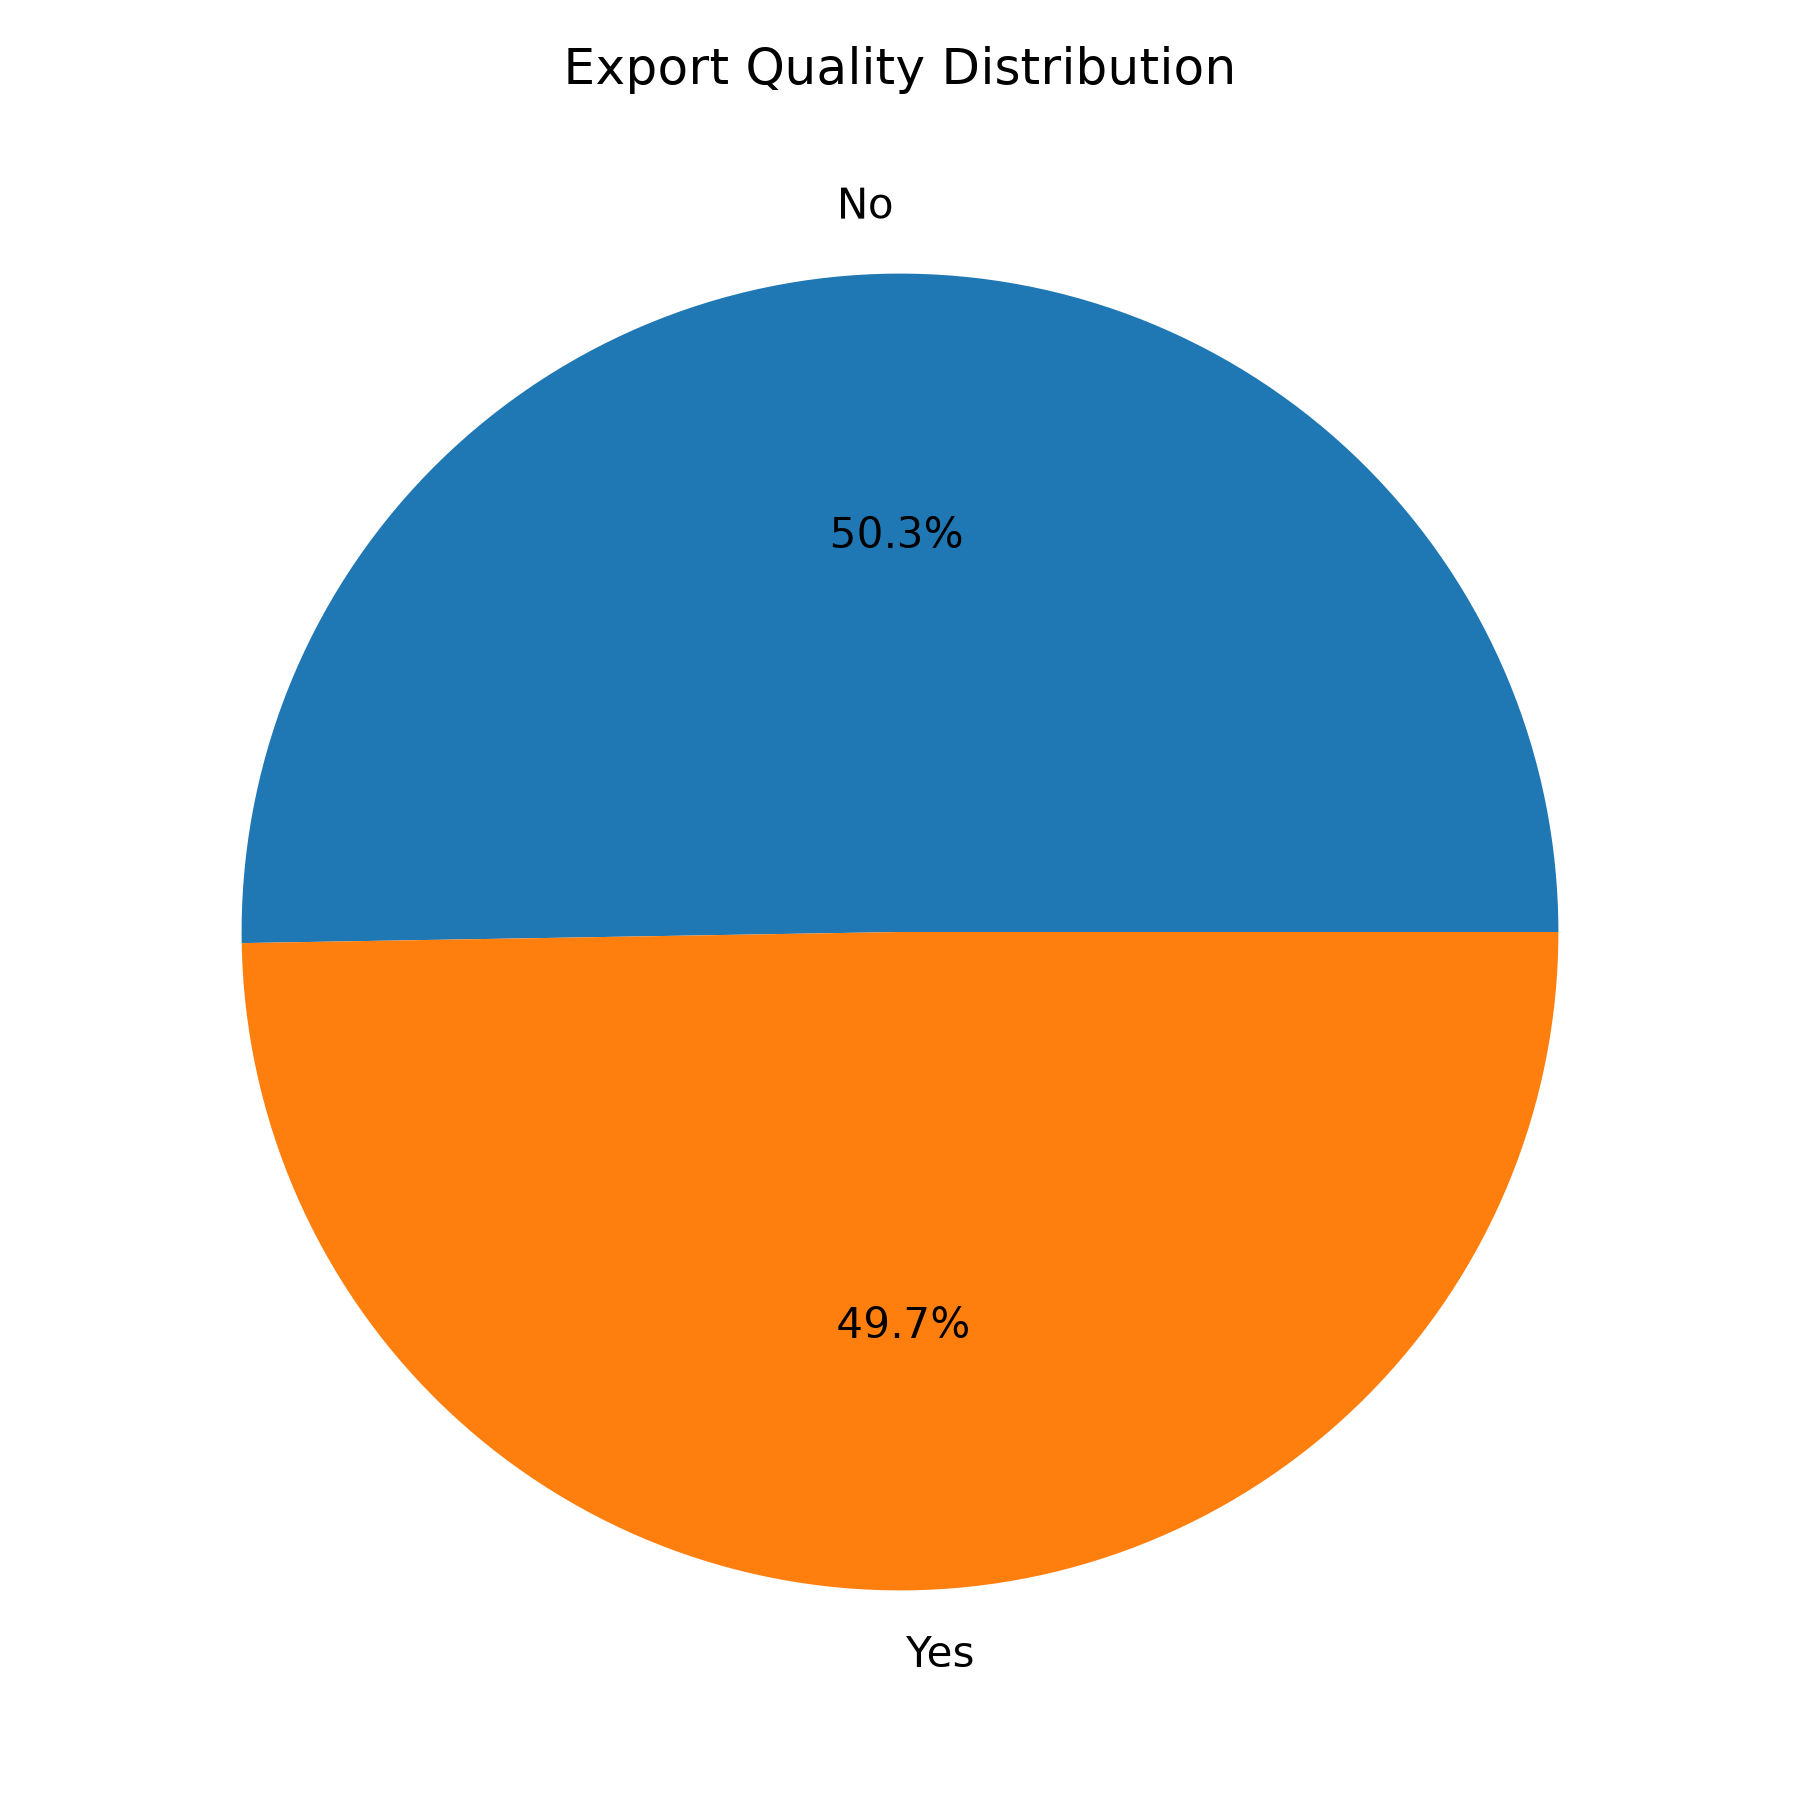 Export Quality Distribution
No
50.3%
49.7%
Yes